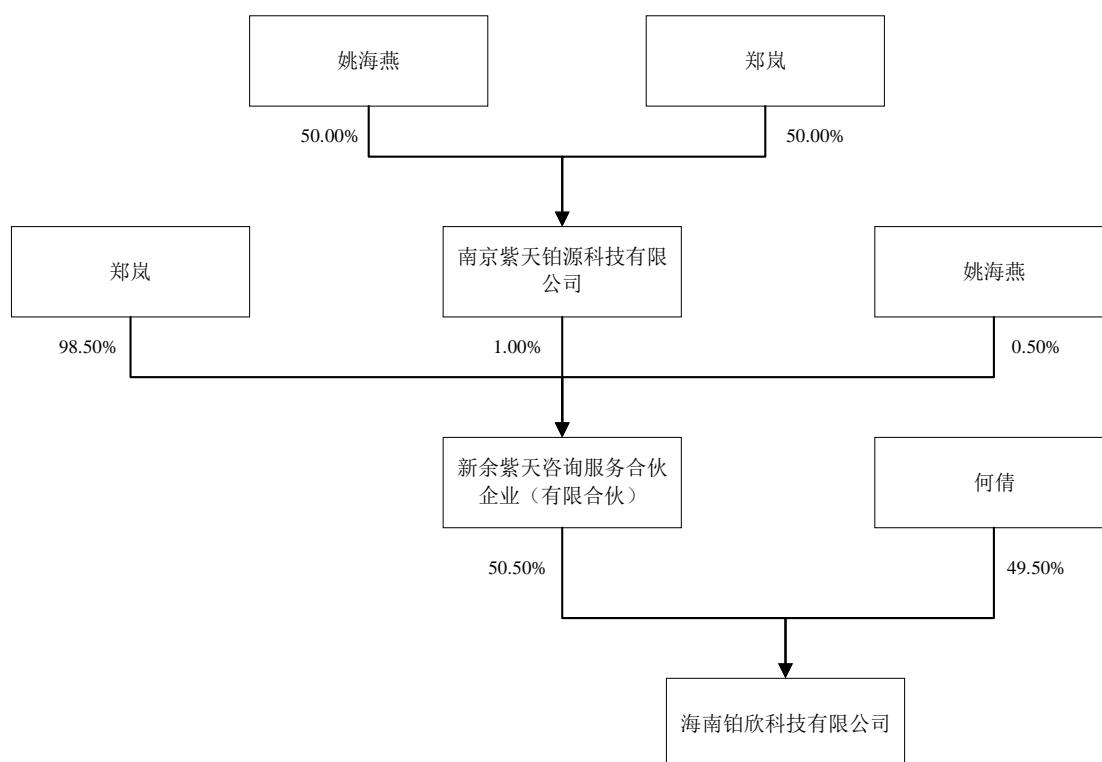 姚海燕
郑岚
50.00%
50.00%
郑岚
南京紫天铂源科技有限
公司
姚海燕
98.50%
1.00%
0.50%
新余紫天咨询服务合伙
企业（有限合伙）
何倩
50.50%
49.50%
海南铂欣科技有限公司